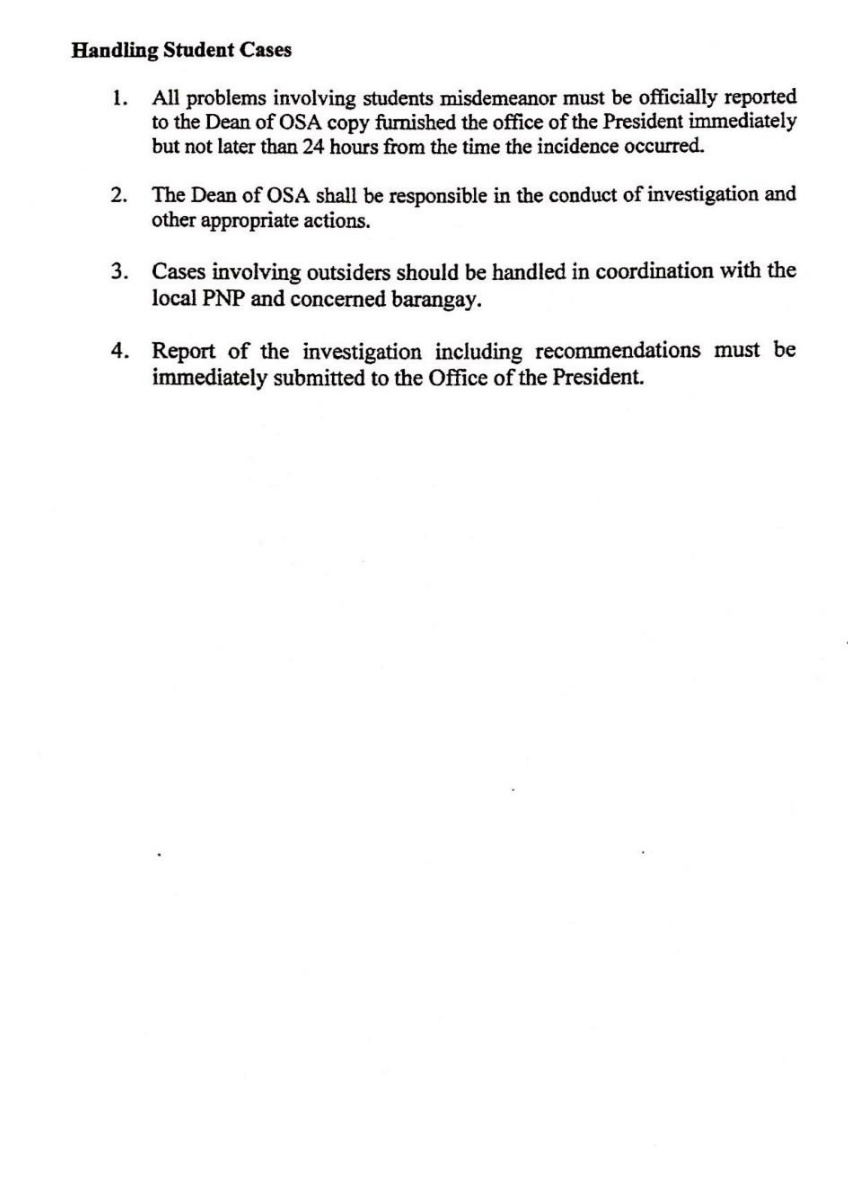 Handling Student Cases
1. All problems involving students misdemeanor must be officially reported
to the Dean of OSA copy furnished the office of the President immediately
but not later than 24 hours from the time the incidence occurred.
2. The Dean of OSA shall be responsible in the conduct of investigation and
other appropriate actions.
3. Cases involving outsiders should be handled in coordination with the
local PNP and concerned barangay.
4. Report of the investigation including recommendations must be
immediately submitted to the Office of the President.